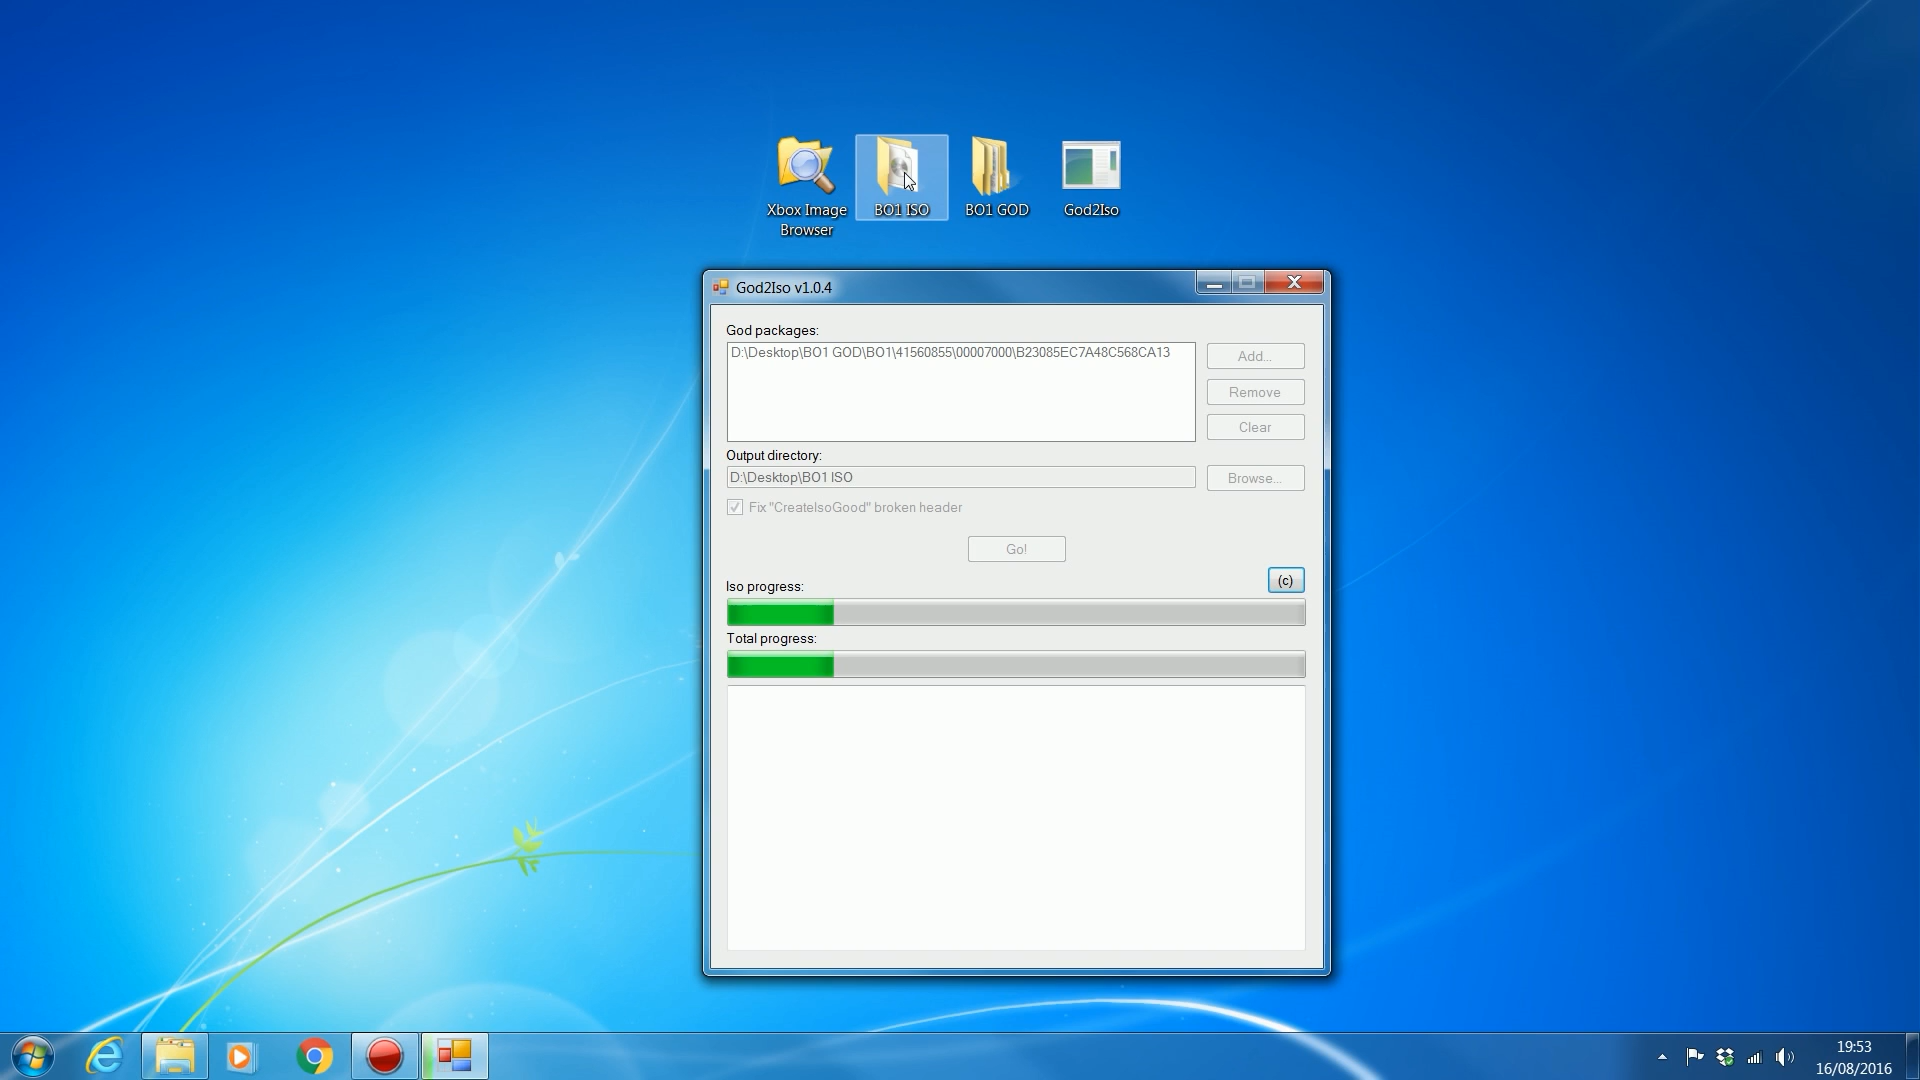 Xbox Image
Browser
BO1 ISO
BO1 GOD
God2Iso
God2Iso v1.0.4
God packages:
D:\Desktop\BO1 GOD\BO1\41560855\00007000\B23085EC7A48C568CA13
Add...
Remove
Clear
Output directory:
D:\Desktop\BO1 ISO
Browse...
Fix "CreateIsoGood" broken header
Go!
(c)
Iso progress:
Total progress:
19:53
16/08/2016